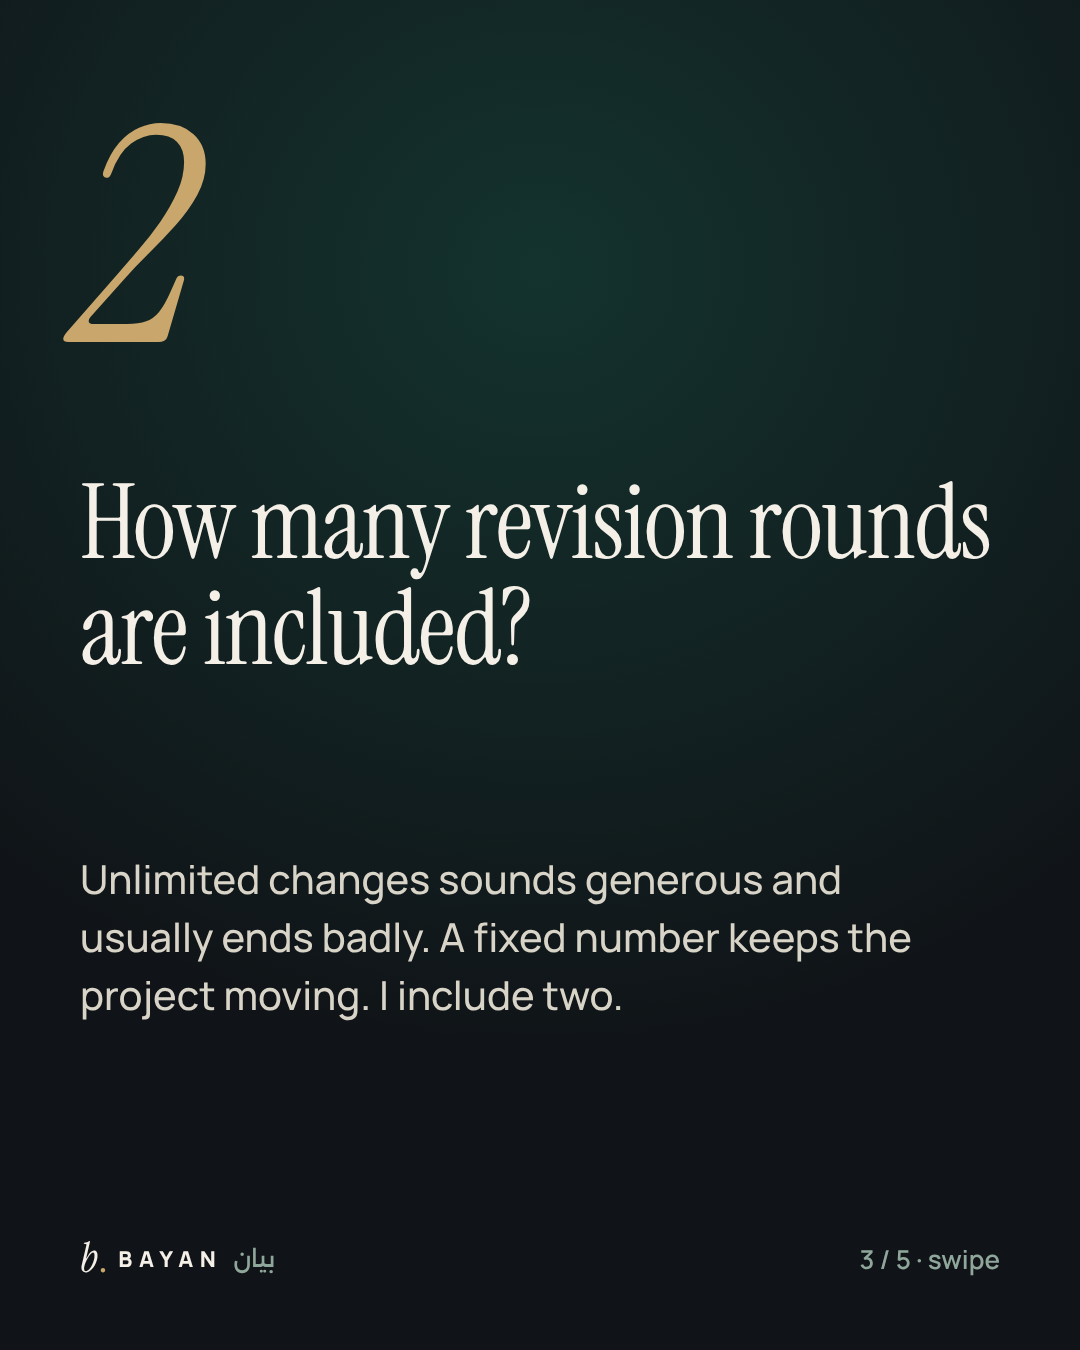 2
How many revision rounds
are included?
Unlimited changes sounds generous and
usually ends badly. A fixed number keeps the
project moving. I include two.
b. BAYAN بيان
3 / 5 · swipe